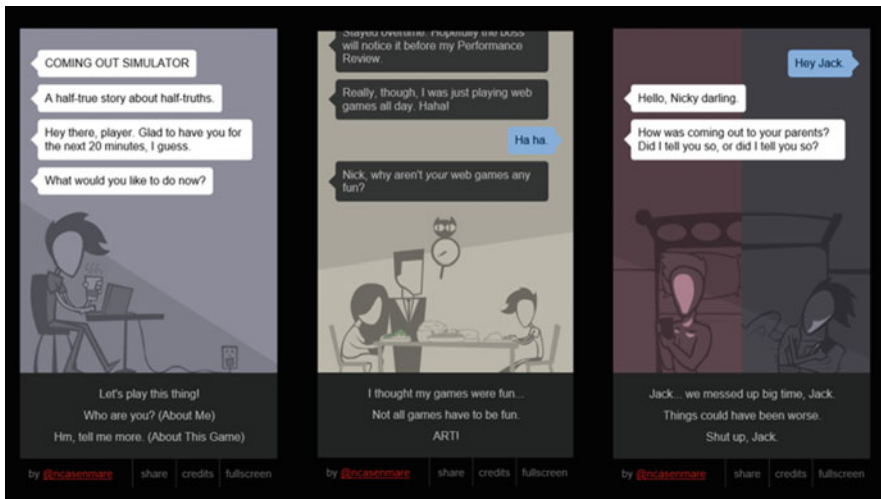 COMING OUT SIMULATOR
A half-true story about half-truths.
Hey there, player. Glad to have you for
the next 20 minutes, I guess.
What would you like to do now?
Let's play this thing!
Who are you? (About Me)
Hm, tell me more. (About This Game)
by @ncasenmare share credits fullscreen
Stayed overtime. Hopefully the boss
will notice it before my Performance
Review.
Really, though, I was just playing web
games all day. Haha!
Ha ha.
Nick, why aren't your web games any
fun?
I thought my games were fun...
Not all games have to be fun.
ART!
by @ncasenmare share credits fullscreen
Hey Jack.
Hello, Nicky darling.
How was coming out to your parents?
Did I tell you so, or did I tell you so?
Jack... we messed up big time, Jack.
Things could have been worse.
Shut up, Jack.
by @ncasenmare share credits fullscreen